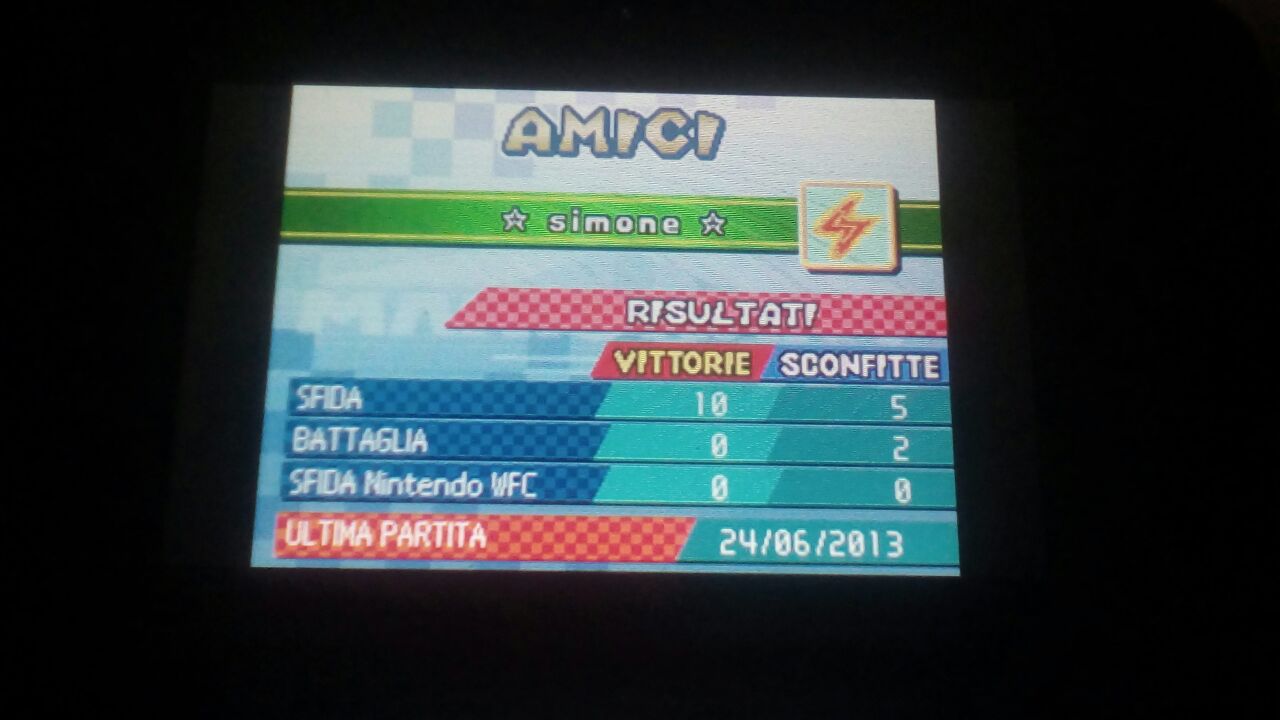 AMICI
☆ simone ☆
RISULTATI
VITTORIE SCONFITTE
SFIDA 10 5
BATTAGLIA 0 2
SFIDA Nintendo WFC 0 0
ULTIMA PARTITA 24/06/2013